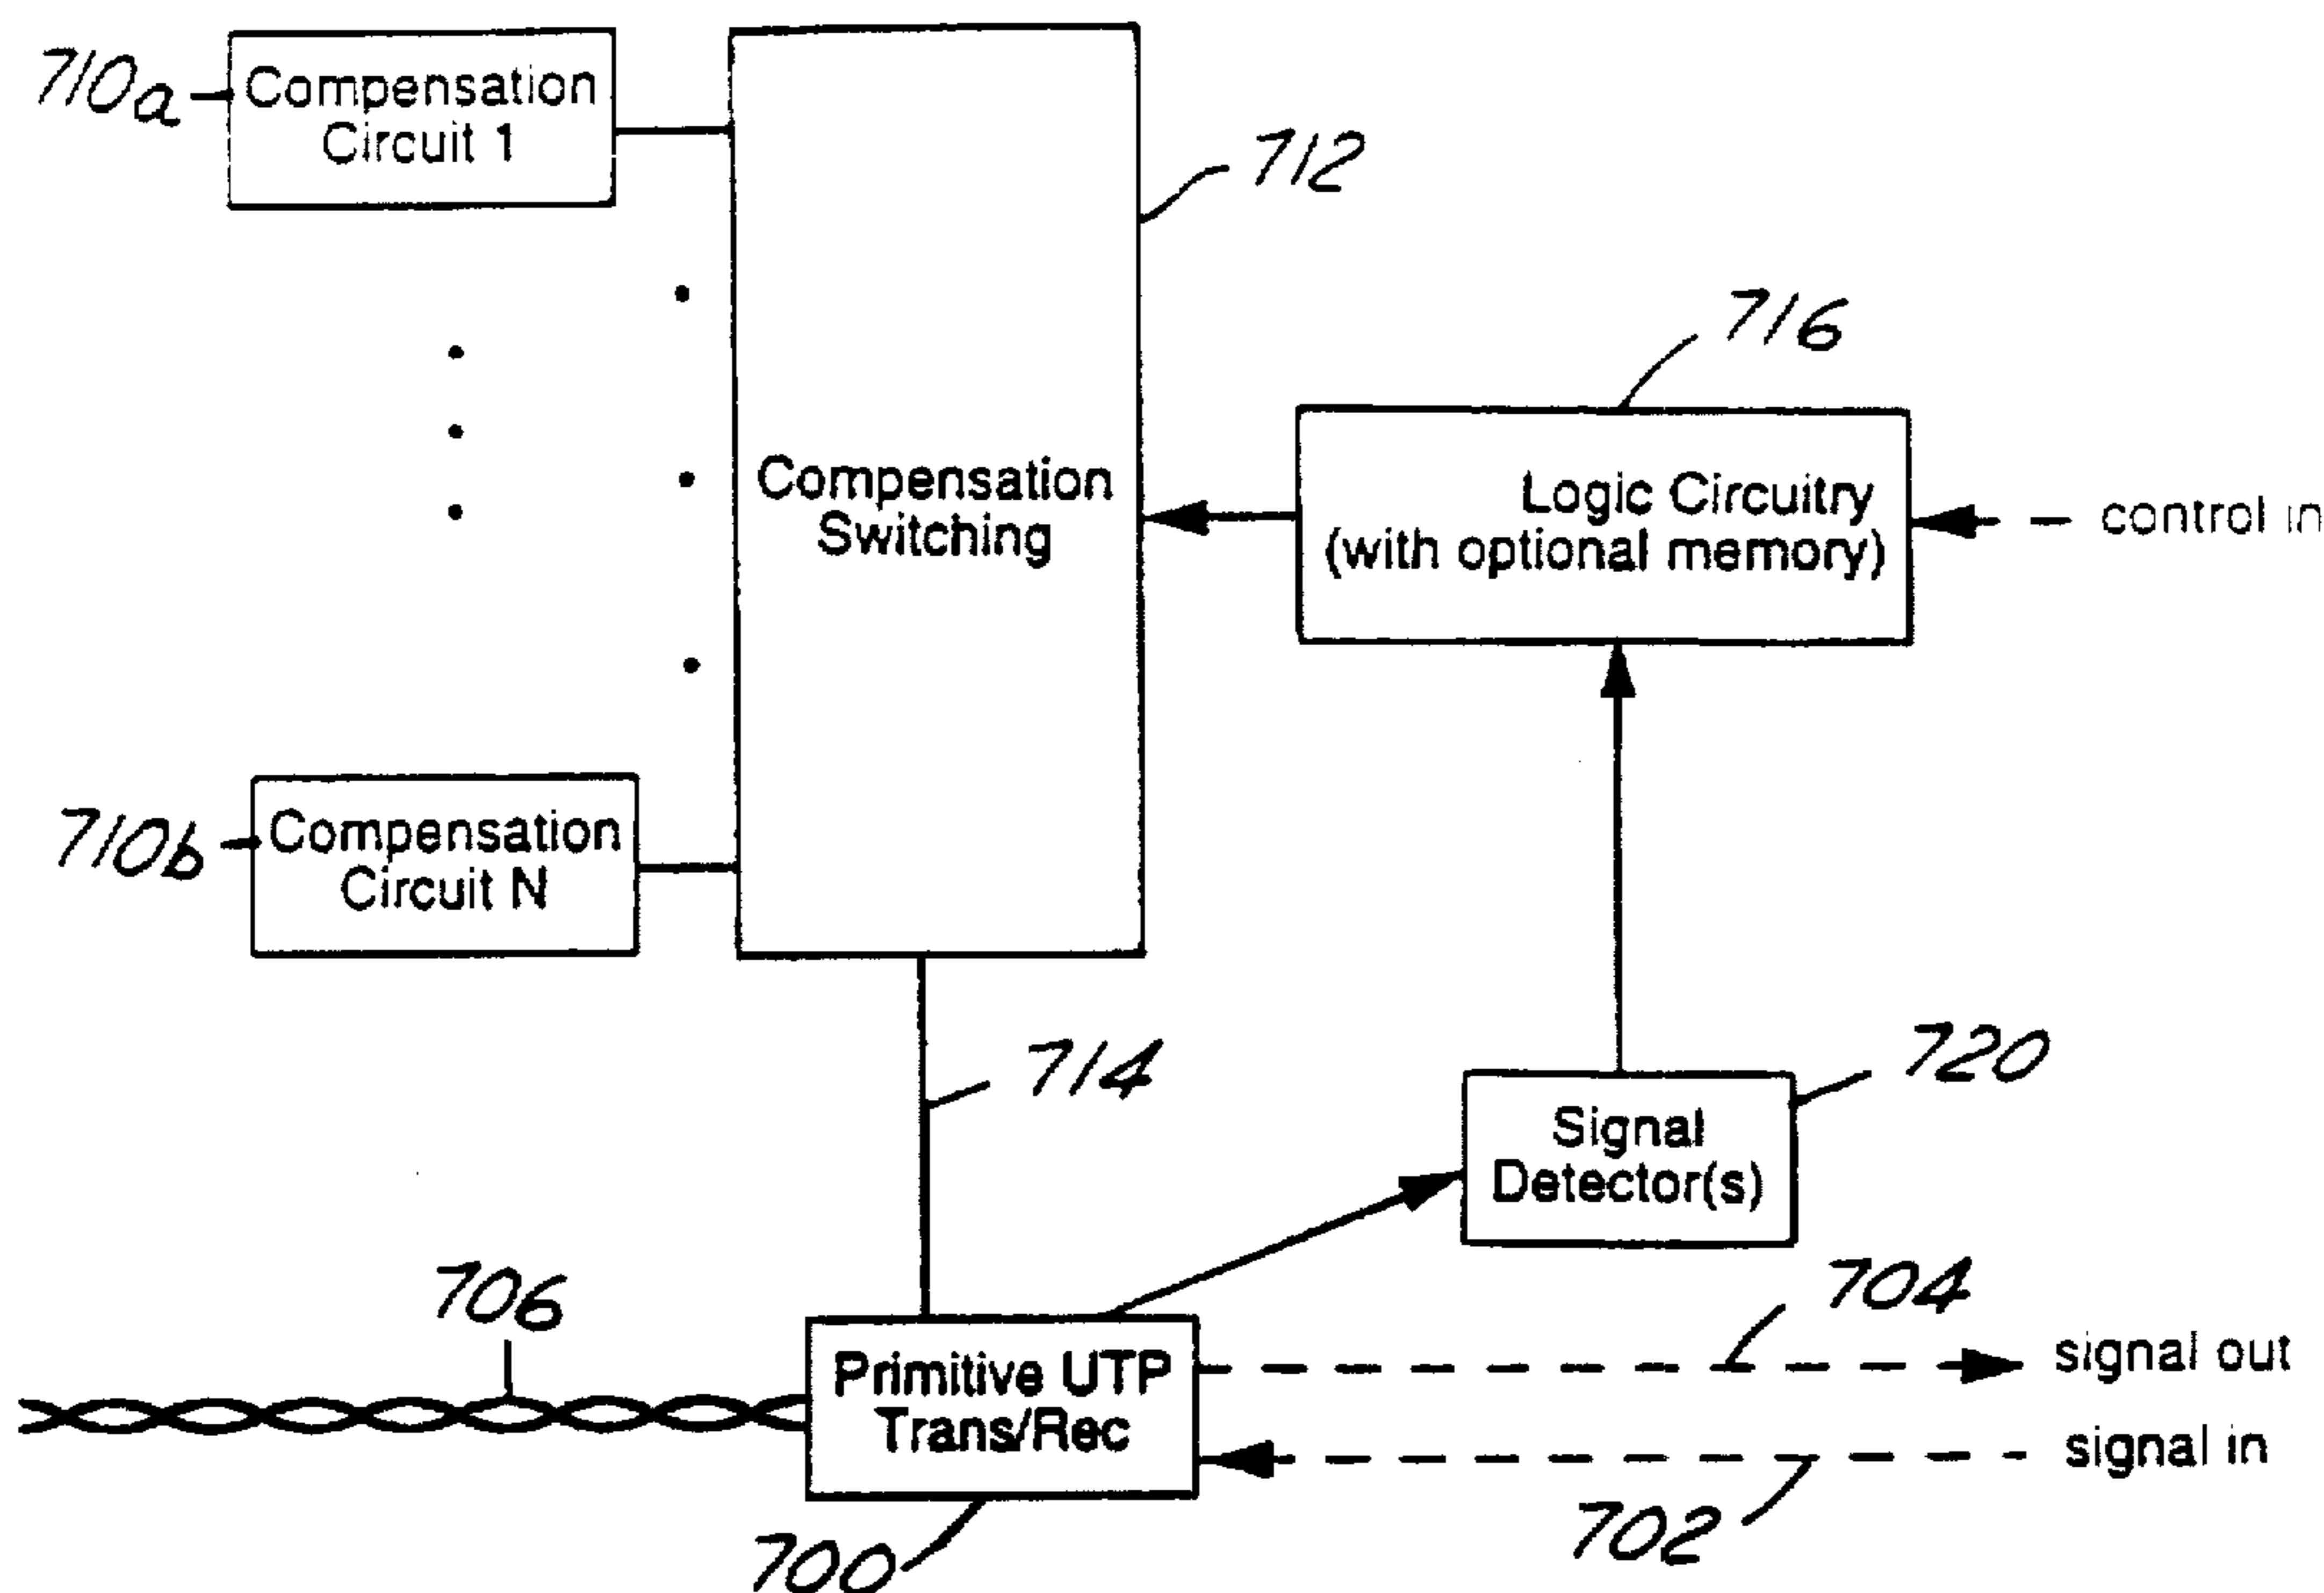 710a
Compensation
Circuit 1
712
716
Compensation
Switching
Logic Circuitry
(with optional memory)
control in
710b
Compensation
Circuit N
714
720
Signal
Detector(s)
706
704
Primitive UTP
Trans/Rec
signal out
signal in
702
700